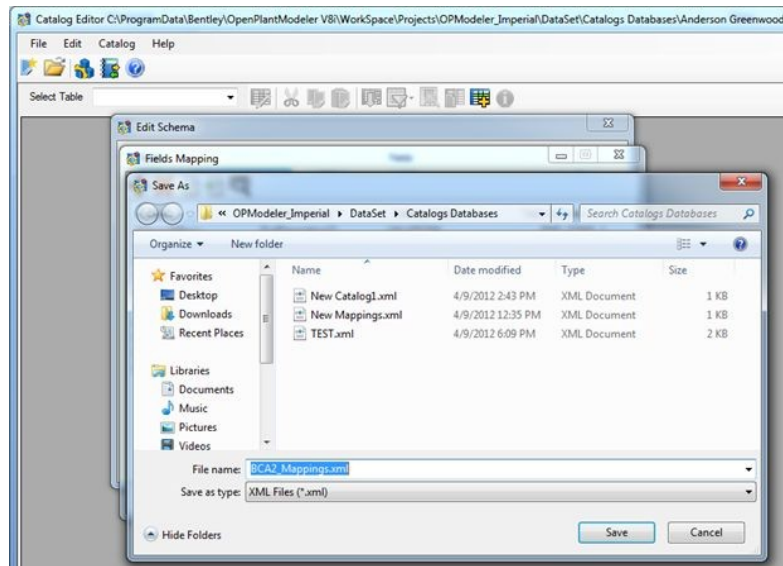 Catalog Editor C:\ProgramData\Bentley\OpenPlantModeler V8i\WorkSpace\Projects\OPModeler_Imperial\DataSet\Catalogs Databases\Anderson Greenwood
File Edit Catalog Help
Select Table
Edit Schema
Fields Mapping
Save As
« OPModeler_Imperial DataSet Catalogs Databases Search Catalogs Databases
Organize New folder
Name Date modified Type Size
Favorites
Desktop New Catalog1.xml 4/9/2012 2:43 PM XML Document 1 KB
Downloads New Mappings.xml 4/9/2012 12:35 PM XML Document 1 KB
Recent Places TEST.xml 4/9/2012 6:09 PM XML Document 2 KB
Libraries
Documents
Music
Pictures
Videos
File name: BCA2_Mappings.xml
Save as type: XML Files (*.xml)
Hide Folders Save Cancel